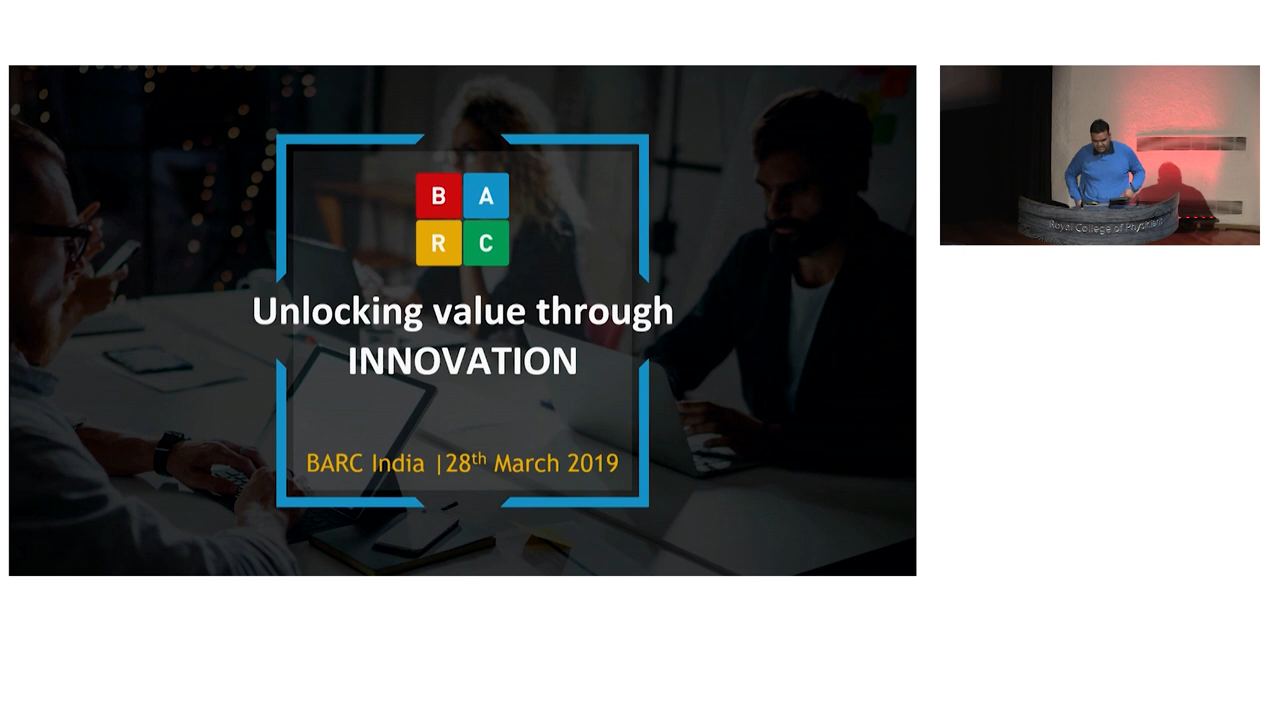 B A
R C
Unlocking value through
INNOVATION
BARC India |28th March 2019
Royal College of Physicians